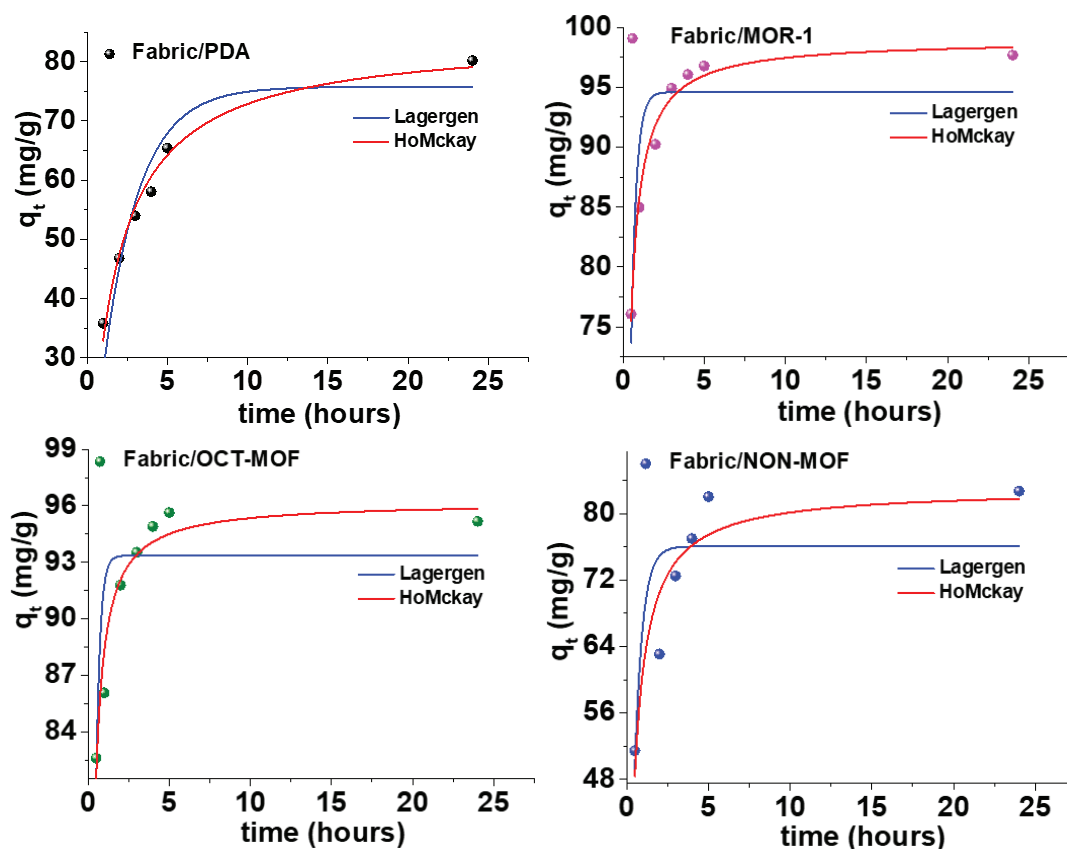 Fabric/PDA
q_t (mg/g)
80
70
60
50
40
30
Lagergen
HoMckay
0 5 10 15 20 25
time (hours)
Fabric/MOR-1
q_t (mg/g)
100
95
90
85
80
75
Lagergen
HoMckay
0 5 10 15 20 25
time (hours)
Fabric/OCT-MOF
q_t (mg/g)
99
96
93
90
87
84
Lagergen
HoMckay
0 5 10 15 20 25
time (hours)
Fabric/NON-MOF
q_t (mg/g)
80
72
64
56
48
Lagergen
HoMckay
0 5 10 15 20 25
time (hours)